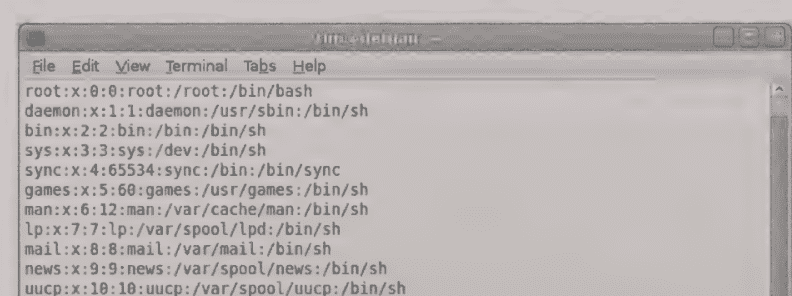 File Edit View Terminal Tabs Help
root:x:0:0:root:/root:/bin/bash
daemon:x:1:1:daemon:/usr/sbin:/bin/sh
bin:x:2:2:bin:/bin:/bin/sh
sys:x:3:3:sys:/dev:/bin/sh
sync:x:4:65534:sync:/bin:/bin/sync
games:x:5:60:games:/usr/games:/bin/sh
man:x:6:12:man:/var/cache/man:/bin/sh
lp:x:7:7:lp:/var/spool/lpd:/bin/sh
mail:x:8:8:mail:/var/mail:/bin/sh
news:x:9:9:news:/var/spool/news:/bin/sh
uucp:x:10:10:uucp:/var/spool/uucp:/bin/sh